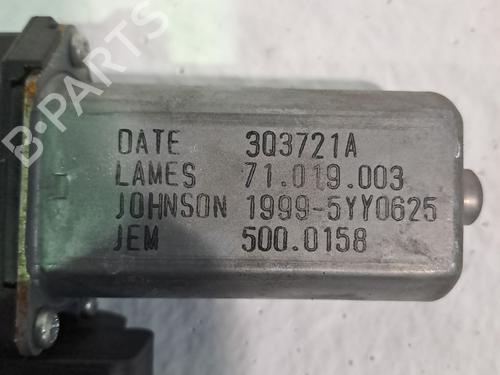 B-PARTS
DATE 3Q3721A
LAMES 71.019.003
JOHNSON 1999-5YY0625
JEM 500.0158